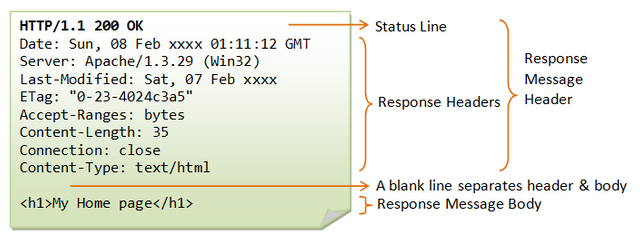 HTTP/1.1 200 OK
Date: Sun, 08 Feb xxxx 01:11:12 GMT
Server: Apache/1.3.29 (Win32)
Last-Modified: Sat, 07 Feb xxxx
ETag: "0-23-4024c3a5"
Accept-Ranges: bytes
Content-Length: 35
Connection: close
Content-Type: text/html
<h1>My Home page</h1>
Status Line
Response Headers
Response
Message
Header
A blank line separates header & body
Response Message Body